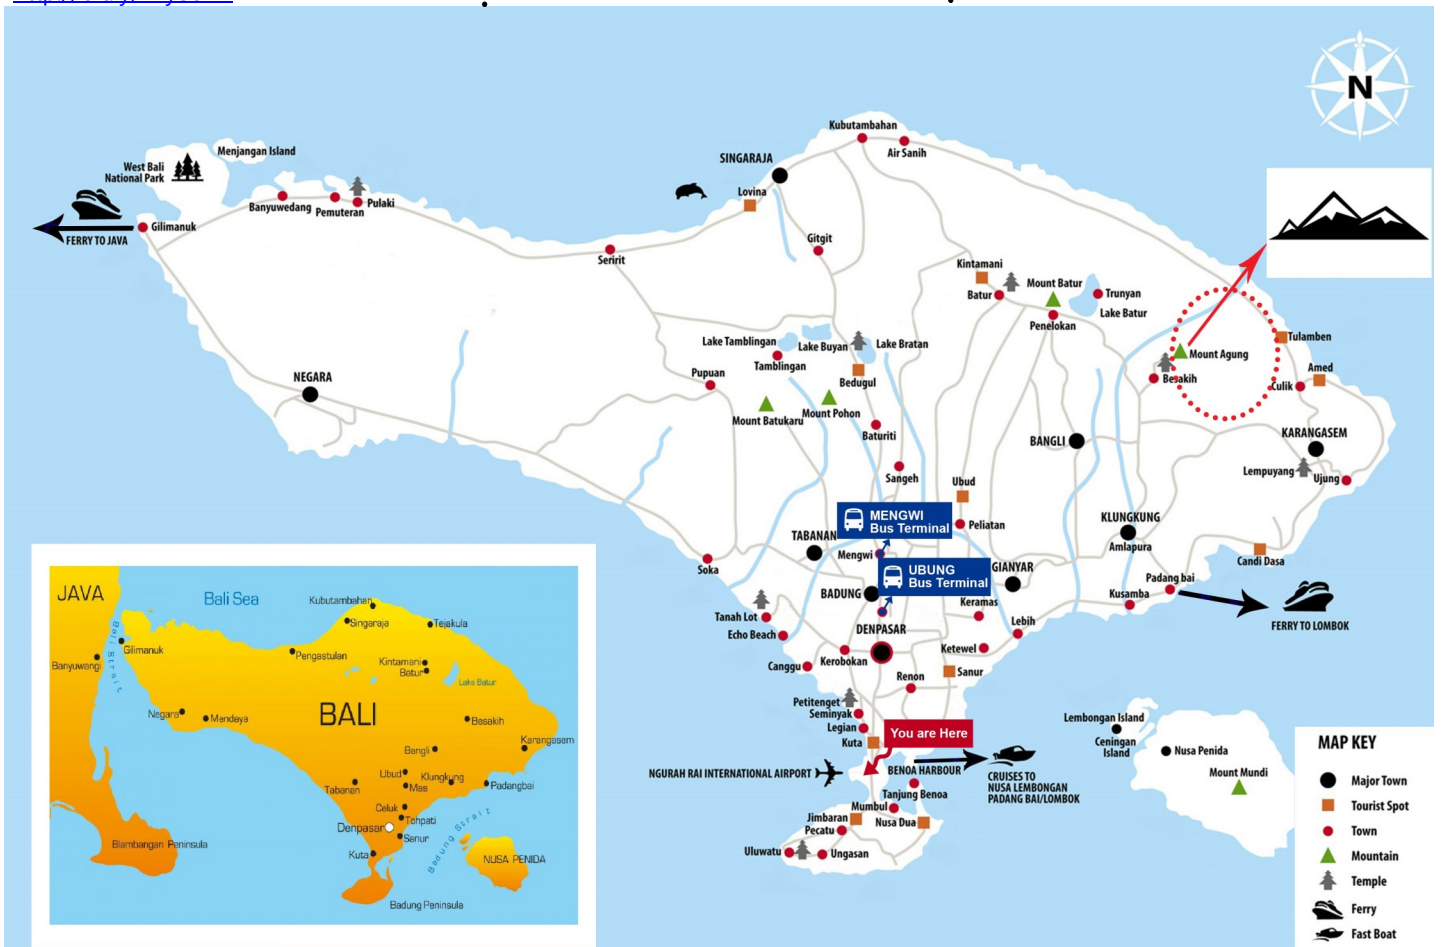 N
Kubutambahan
Air Sanih
SINGARAJA
Lovina
Menjangan Island
West Bali
National Park
Banyuwedang
Pemuteran
Pulaki
Gilimanuk
FERRY TO JAVA
Seririt
Gitgit
Kintamani
Batur
Mount Batur
Trunyan
Lake Batur
Penelokan
Lake Tamblingan
Tamblingan
Lake Buyan
Lake Bratan
Bedugul
Tulamben
Mount Agung
Besakih
Amed
Culik
NEGARA
Pupuan
Mount Batukaru
Mount Pohon
Baturiti
BANGLI
KARANGASEM
Lempuyang
Ujung
Sangeh
Ubud
Peliatan
MENGWI
Bus Terminal
TABANAN
Mengwi
KLUNGKUNG
Amlapura
Candi Dasa
Soka
UBUNG
Bus Terminal
GIANYAR
BADUNG
Keramas
Padang bai
Kusamba
FERRY TO LOMBOK
Tanah Lot
Echo Beach
DENPASAR
Lebih
Ketewel
Canggu
Kerobokan
Renon
Sanur
Petitenget
Seminyak
Legian
Kuta
You are Here
NGURAH RAI INTERNATIONAL AIRPORT
BENOA HARBOUR
CRUISES TO
NUSA LEMBONGAN
PADANG BAI/LOMBOK
Tanjung Benoa
Mumbul
Jimbaran
Pecatu
Nusa Dua
Uluwatu
Ungasan
Lembongan Island
Ceningan
Island
Nusa Penida
Mount Mundi
MAP KEY
Major Town
Tourist Spot
Town
Mountain
Temple
Ferry
Fast Boat
JAVA
Bali Sea
Bali Strait
Kubutambahan
Singaraja
Tejakula
Gilimanuk
Banyuwangi
Pengastulan
Kintamani
Batur
Lake Batur
Negara
Mendaya
BALI
Besakih
Karangasem
Bangli
Ubud
Klungkung
Tabanan
Mas
Padangbai
Celuk
Tohpati
Denpasar
Sanur
Badung Strait
Blambangan Peninsula
Kuta
NUSA PENIDA
Badung Peninsula